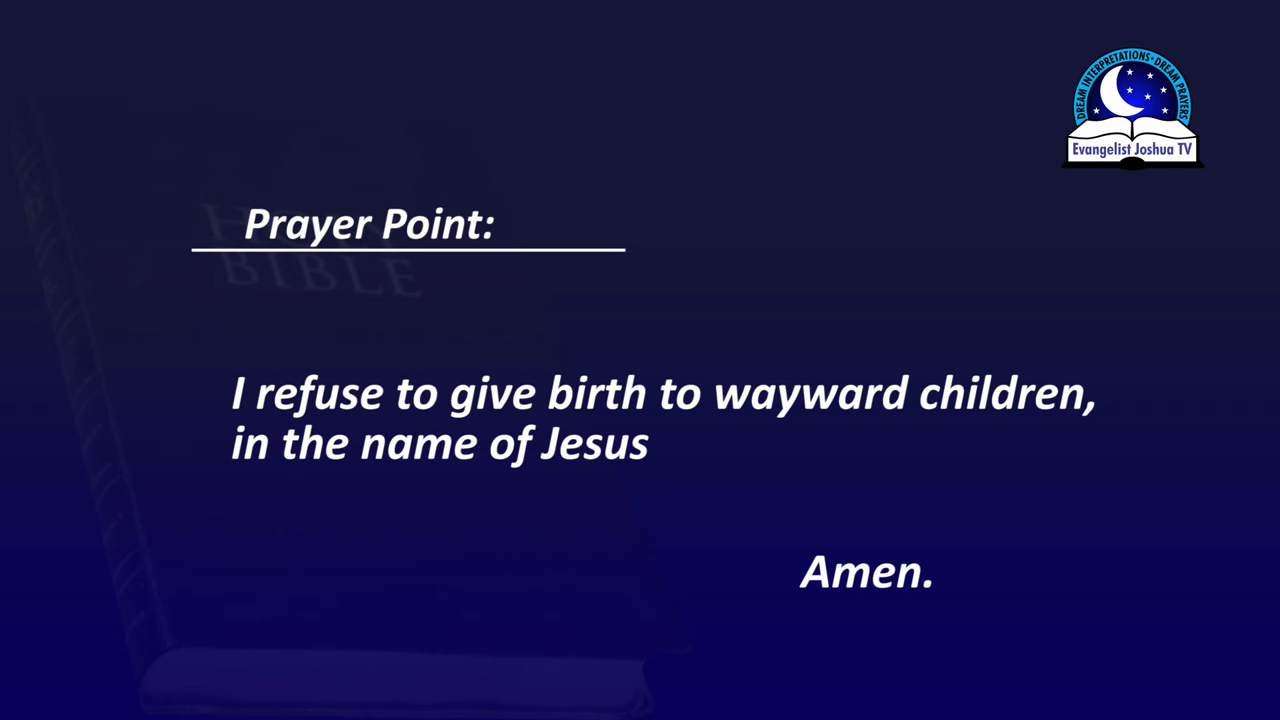 DREAM INTERPRETATIONS · DREAM PRAYERS
Evangelist Joshua TV
Prayer Point:
HOLY
BIBLE
I refuse to give birth to wayward children,
in the name of Jesus
Amen.